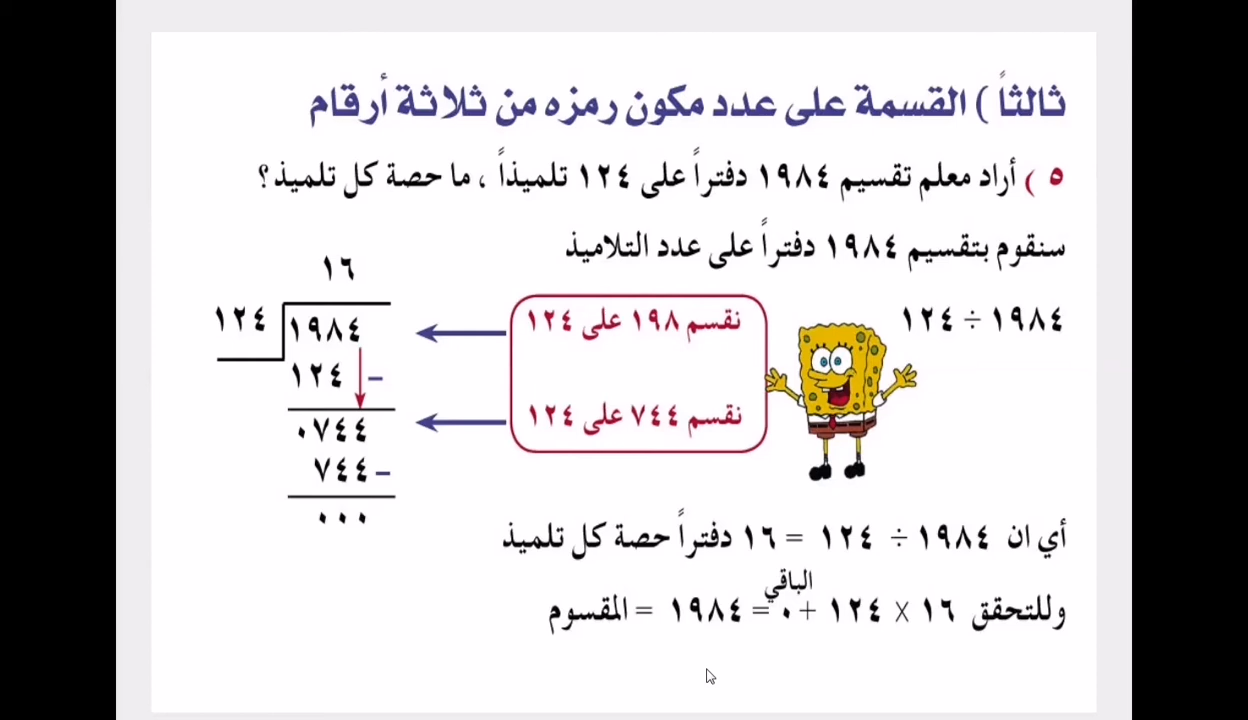 ثالثاً ) القسمة على عدد مكون رمزه من ثلاثة أرقام
٥ ) أراد معلم تقسيم ١٩٨٤ دفتراً على ١٢٤ تلميذاً ، ما حصة كل تلميذ؟
سنقوم بتقسيم ١٩٨٤ دفتراً على عدد التلاميذ
١٩٨٤ ÷ ١٢٤
نقسم ١٩٨ على ١٢٤
نقسم ٧٤٤ على ١٢٤
١٦
١٢٤ ١٩٨٤
١٢٤ −
٠٧٤٤
٧٤٤ −
٠٠٠
أي ان ١٩٨٤ ÷ ١٢٤ = ١٦ دفتراً حصة كل تلميذ
الباقي
وللتحقق ١٦ × ١٢٤ + ٠ = ١٩٨٤ = المقسوم